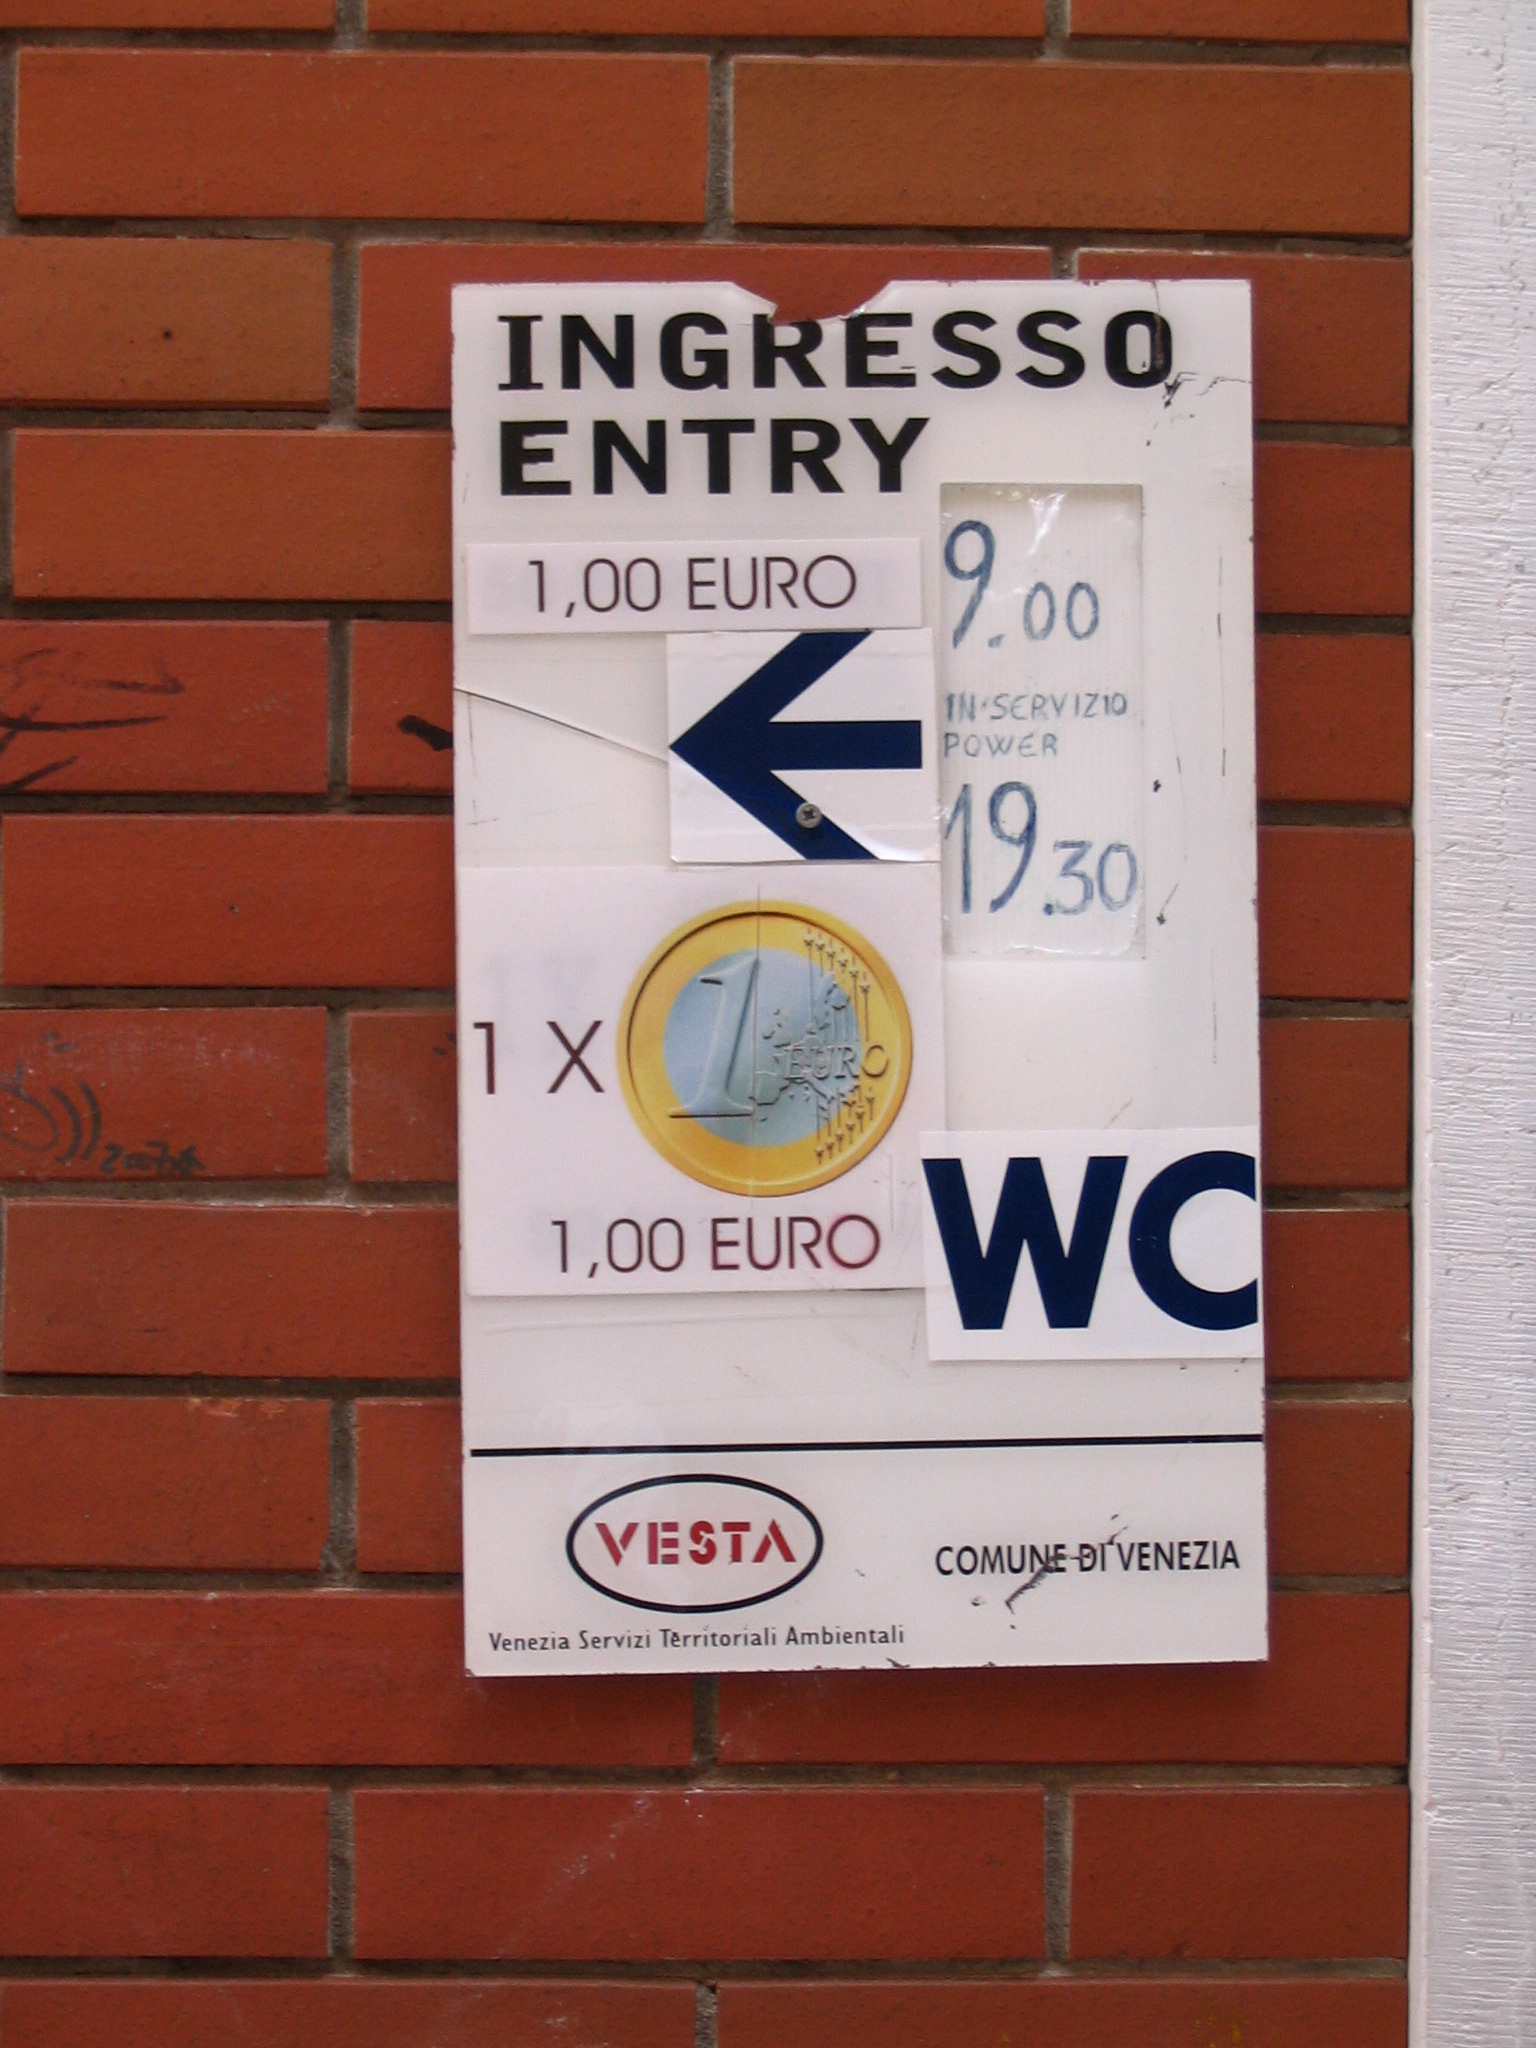 INGRESSO
ENTRY
1,00 EURO
9.00
IN SERVIZIO
POWER
19.30
1 X
1 EURO
1,00 EURO
WC
VESTA
COMUNE DI VENEZIA
Venezia Servizi Territoriali Ambientali